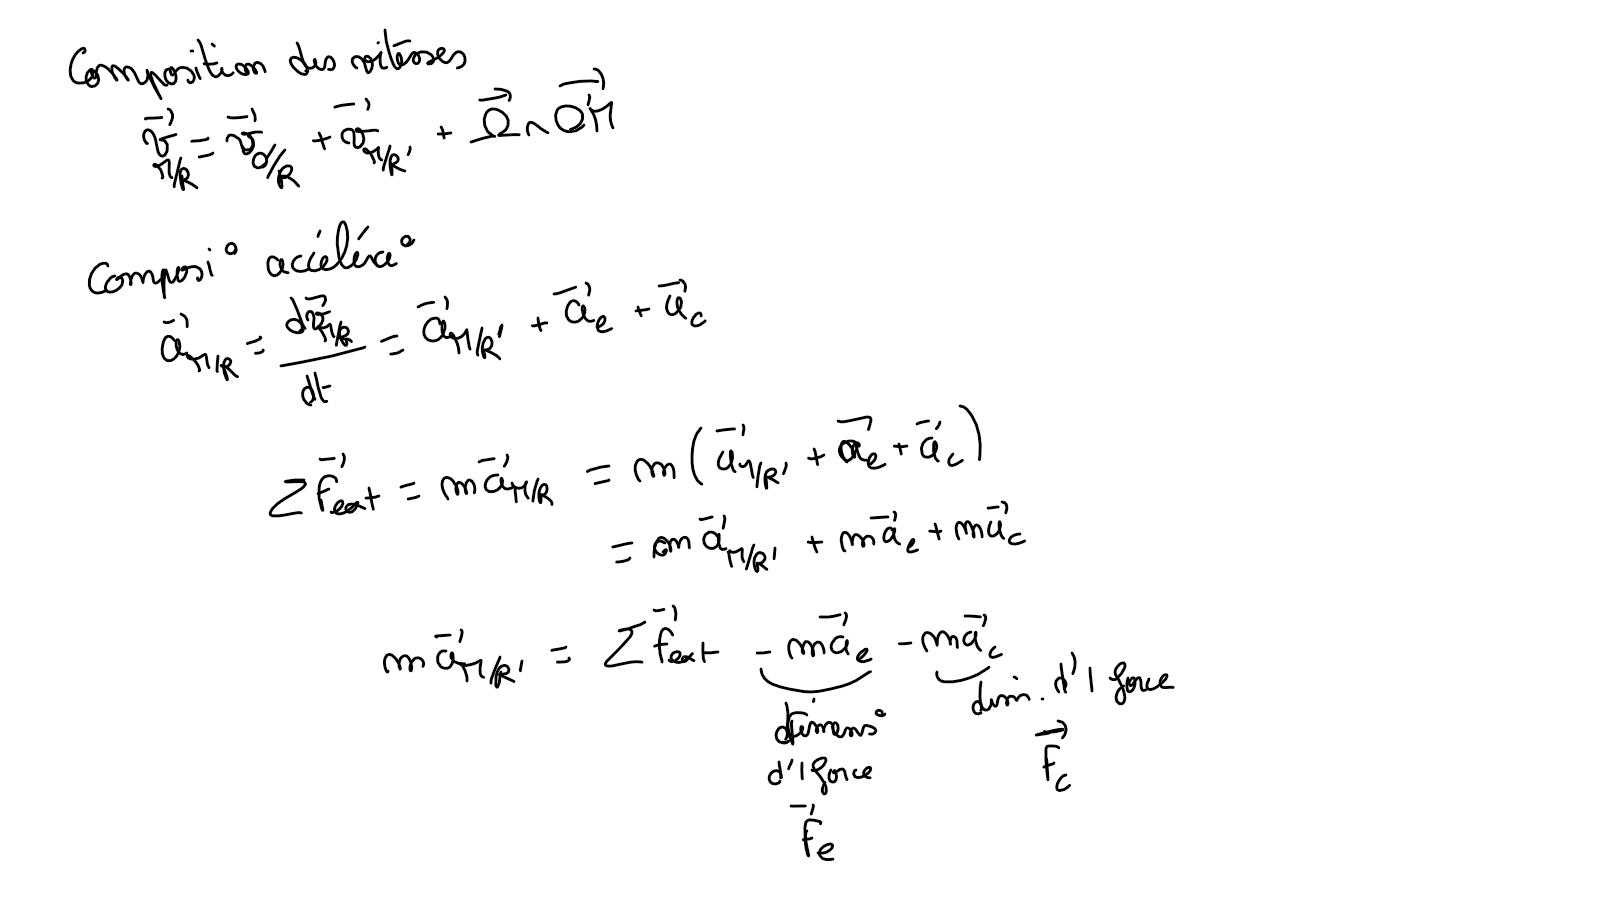 Composition des vitesses
$\vec{v}_{M/R} = \vec{v}_{O'/R} + \vec{v}_{M/R'} + \vec{\Omega} \wedge \overrightarrow{O'M}$
Composi° accéléra°
$\vec{a}_{M/R} = \frac{d\vec{v}_{M/R}}{dt} = \vec{a}_{M/R'} + \vec{a}_e + \vec{a}_c$
$\sum \vec{f}_{ext} = m\vec{a}_{M/R} = m(\vec{a}_{M/R'} + \vec{a}_e + \vec{a}_c)$
$= m\vec{a}_{M/R'} + m\vec{a}_e + m\vec{a}_c$
$m\vec{a}_{M/R'} = \sum \vec{f}_{ext} - m\vec{a}_e - m\vec{a}_c$
dimens°
d'1 force
$\vec{f}_e$
dim. d'1 force
$\vec{f}_c$